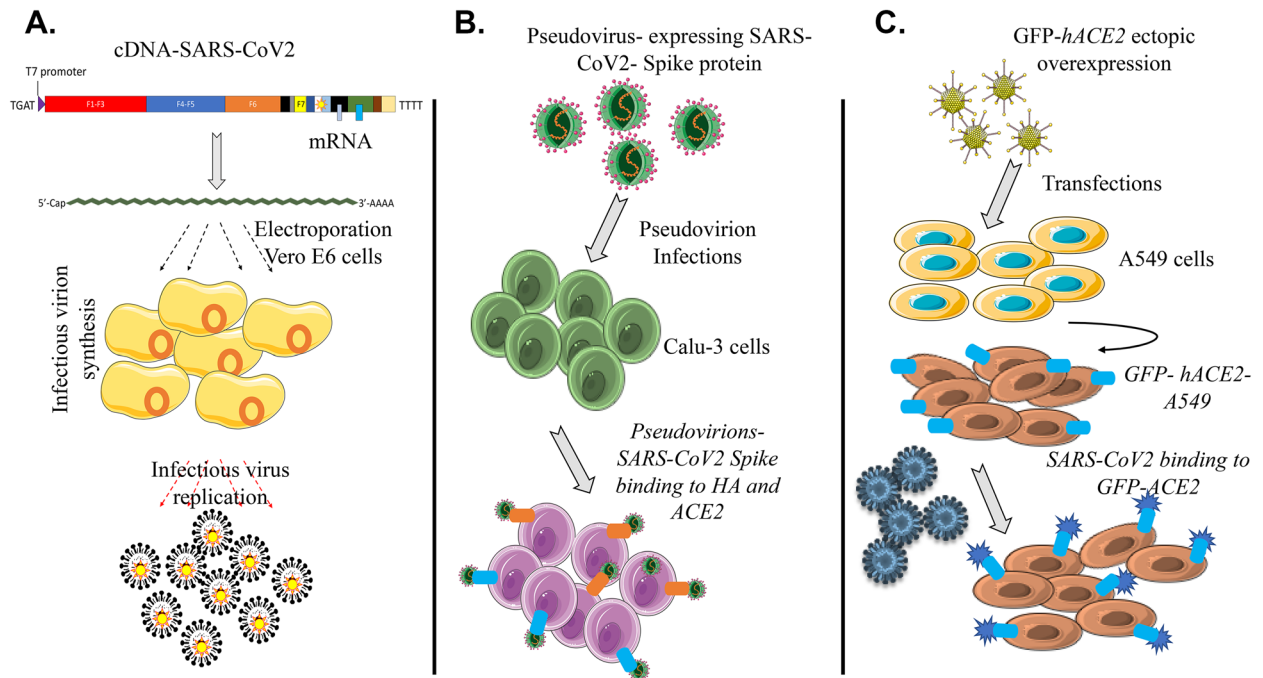 A.
cDNA-SARS-CoV2
T7 promoter
TGAT
F1-F3
F4-F5
F6
F7
TTTT
mRNA
5'-Cap
3'-AAAA
Electroporation
Vero E6 cells
Infectious virion
synthesis
Infectious virus
replication
B.
Pseudovirus- expressing SARS-
CoV2- Spike protein
Pseudovirion
Infections
Calu-3 cells
Pseudovirions-
SARS-CoV2 Spike
binding to HA and
ACE2
C.
GFP-hACE2 ectopic
overexpression
Transfections
A549 cells
GFP- hACE2-
A549
SARS-CoV2 binding to
GFP-ACE2